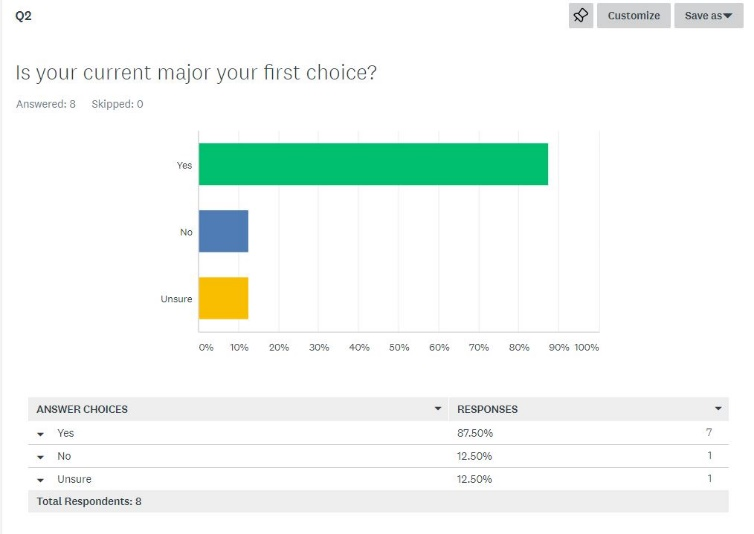 Q2
Customize
Save as
Is your current major your first choice?
Answered: 8 Skipped: 0
Yes
No
Unsure
0% 10% 20% 30% 40% 50% 60% 70% 80% 90% 100%
ANSWER CHOICES RESPONSES
Yes 87.50% 7
No 12.50% 1
Unsure 12.50% 1
Total Respondents: 8